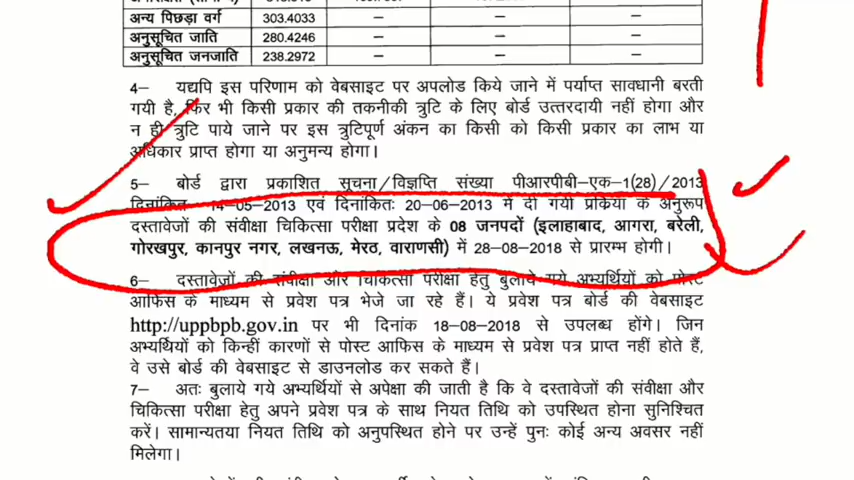 अन्य पिछड़ा वर्ग 303.4033 – – –
अनुसूचित जाति 280.4246 – – –
अनुसूचित जनजाति 238.2972 – – –
4– यद्यपि इस परिणाम को वेबसाइट पर अपलोड किये जाने में पर्याप्त सावधानी बरती
गयी है, फिर भी किसी प्रकार की तकनीकी त्रुटि के लिए बोर्ड उत्तरदायी नहीं होगा और
न ही त्रुटि पाये जाने पर इस त्रुटिपूर्ण अंकन का किसी को किसी प्रकार का लाभ या
अधिकार प्राप्त होगा या अनुमन्य होगा।
5– बोर्ड द्वारा प्रकाशित सूचना/विज्ञप्ति संख्या पीआरपीबी-एक-1(28)/2013
दिनांकित 14-05-2013 एवं दिनांकितः 20-06-2013 में दी गयी प्रकिया के अनुरूप
दस्तावेजों की संवीक्षा चिकित्सा परीक्षा प्रदेश के 08 जनपदों (इलाहाबाद, आगरा, बरेली,
गोरखपुर, कानपुर नगर, लखनऊ, मेरठ, वाराणसी) में 28-08-2018 से प्रारम्भ होगी।
6– दस्तावेजों की संवीक्षा और चिकित्सा परीक्षा हेतु बुलाये गये अभ्यर्थियों को पोस्ट
आफिस के माध्यम से प्रवेश पत्र भेजे जा रहे हैं। ये प्रवेश पत्र बोर्ड की वेबसाइट
http://uppbpb.gov.in पर भी दिनांक 18-08-2018 से उपलब्ध होंगे। जिन
अभ्यर्थियों को किन्हीं कारणों से पोस्ट आफिस के माध्यम से प्रवेश पत्र प्राप्त नहीं होते हैं,
वे उसे बोर्ड की वेबसाइट से डाउनलोड कर सकते हैं।
7– अतः बुलाये गये अभ्यर्थियों से अपेक्षा की जाती है कि वे दस्तावेजों की संवीक्षा और
चिकित्सा परीक्षा हेतु अपने प्रवेश पत्र के साथ नियत तिथि को उपस्थित होना सुनिश्चित
करें। सामान्यतया नियत तिथि को अनुपस्थित होने पर उन्हें पुनः कोई अन्य अवसर नहीं
मिलेगा।